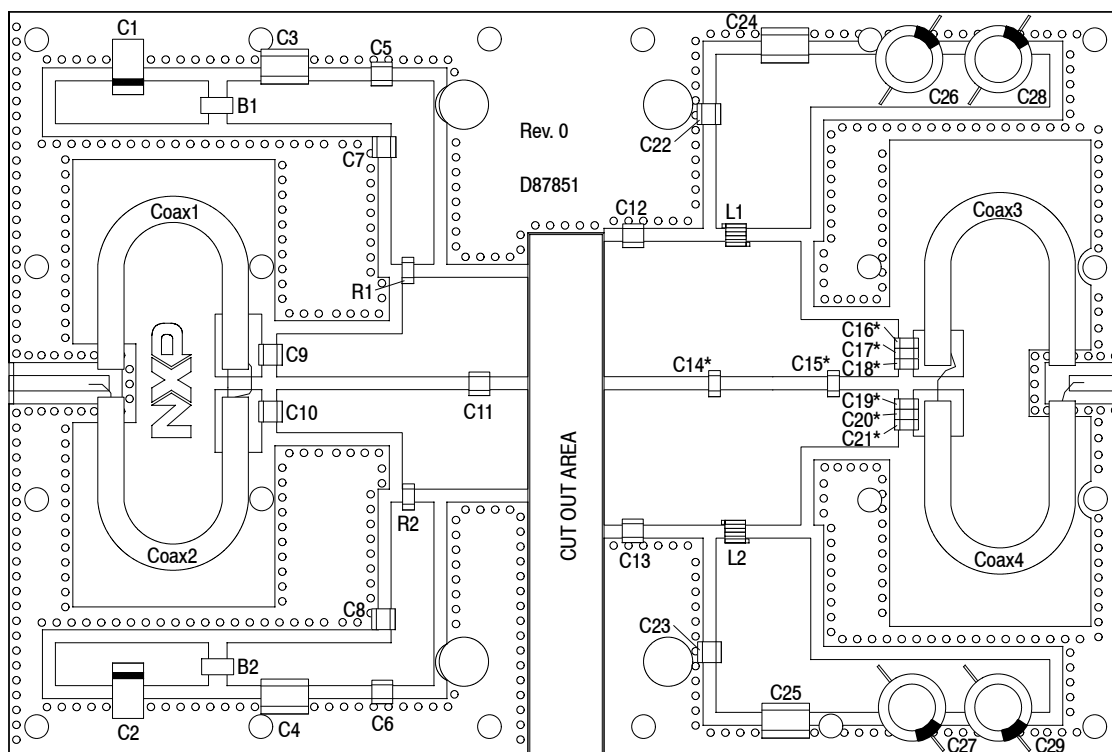 C1
C3
C5
C24
C26
C28
B1
C22
Rev. 0
C7
D87851
Coax1
C12
L1
Coax3
R1
NXP
C9
C16*
C17*
C18*
C14*
C15*
C10
C11
C19*
C20*
C21*
CUT OUT AREA
R2
Coax2
C13
L2
Coax4
C8
C23
B2
C25
C2
C4
C6
C27
C29